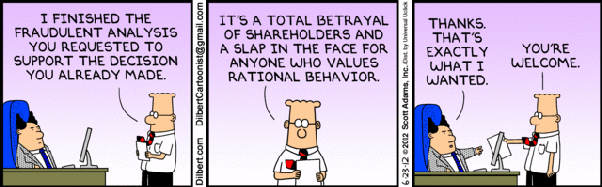 I FINISHED THE
FRAUDULENT ANALYSIS
YOU REQUESTED TO
SUPPORT THE DECISION
YOU ALREADY MADE.
Dilbert.com DilbertCartoonist@gmail.com
IT'S A TOTAL BETRAYAL
OF SHAREHOLDERS AND
A SLAP IN THE FACE FOR
ANYONE WHO VALUES
RATIONAL BEHAVIOR.
6-23-12 © 2012 Scott Adams, Inc. /Dist. by Universal Uclick
THANKS.
THAT'S
EXACTLY
WHAT I
WANTED.
YOU'RE
WELCOME.